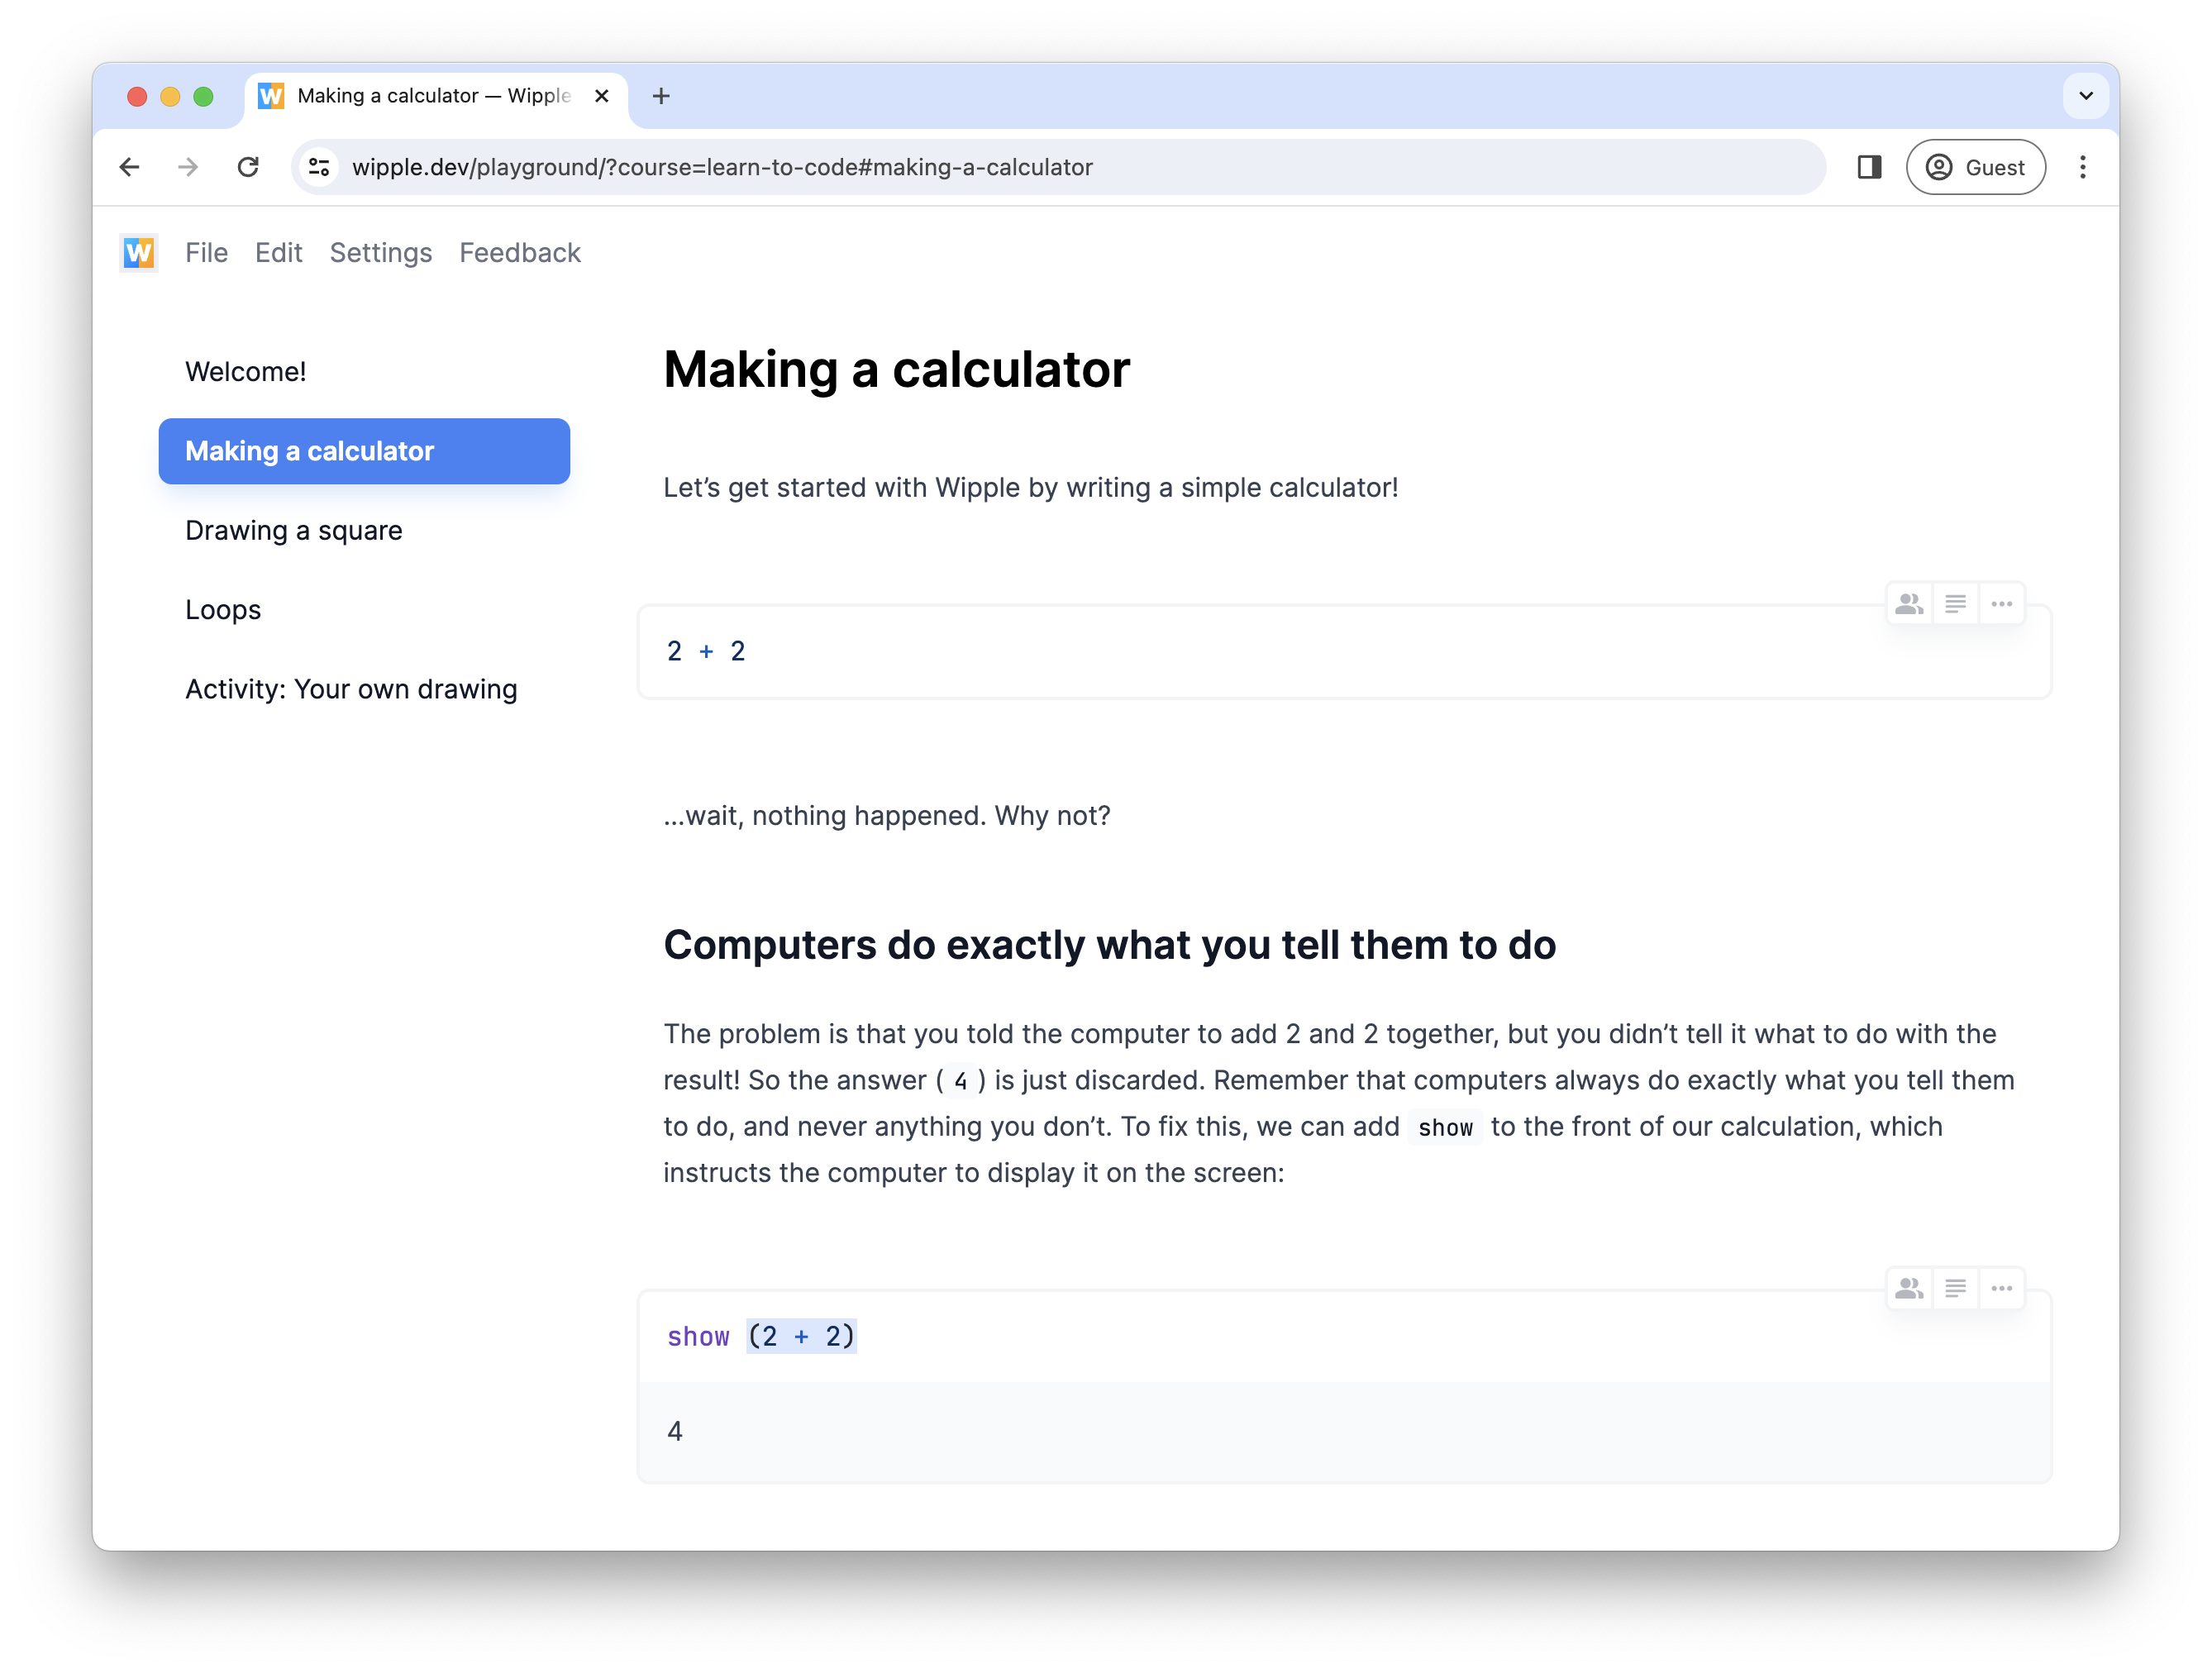 W Making a calculator — Wipple
wipple.dev/playground/?course=learn-to-code#making-a-calculator
Guest
W File Edit Settings Feedback
Welcome!
Making a calculator
Drawing a square
Loops
Activity: Your own drawing
Making a calculator
Let’s get started with Wipple by writing a simple calculator!
2 + 2
...wait, nothing happened. Why not?
Computers do exactly what you tell them to do
The problem is that you told the computer to add 2 and 2 together, but you didn’t tell it what to do with the
result! So the answer ( 4 ) is just discarded. Remember that computers always do exactly what you tell them
to do, and never anything you don’t. To fix this, we can add show to the front of our calculation, which
instructs the computer to display it on the screen:
show (2 + 2)
4